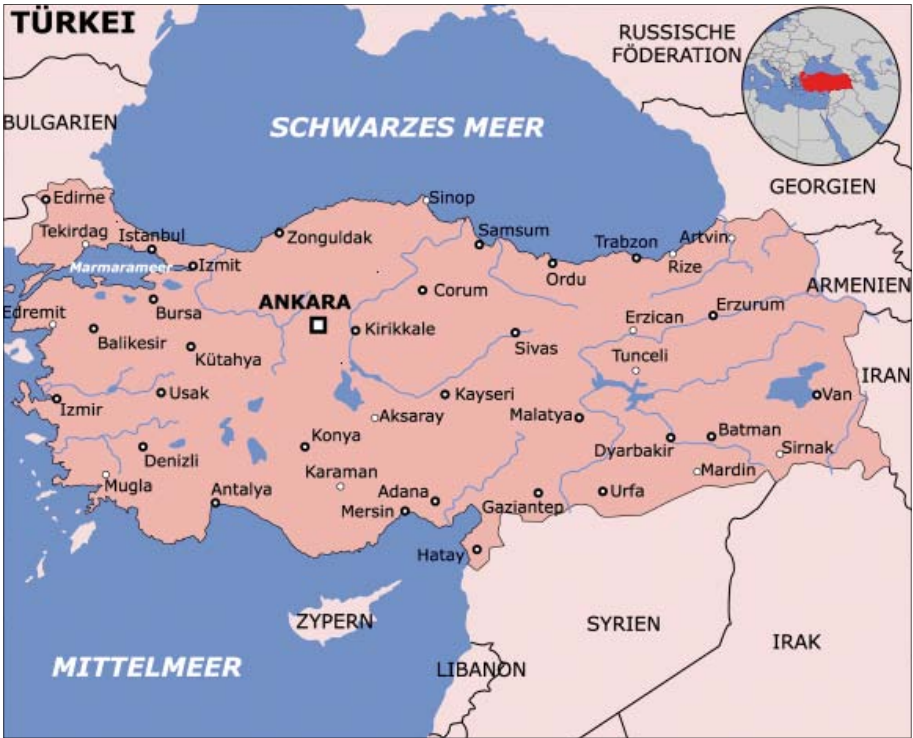 TÜRKEI
RUSSISCHE
FÖDERATION
BULGARIEN
SCHWARZES MEER
GEORGIEN
Edirne
Sinop
Tekirdag
Istanbul
Zonguldak
Samsum
Trabzon
Artvin
Marmarameer
Izmit
Ordu
Rize
ARMENIEN
Edremit
Bursa
ANKARA
Corum
Erzican
Erzurum
Balikesir
Kütahya
Kirikkale
Sivas
Tunceli
IRAN
Izmir
Usak
Aksaray
Kayseri
Malatya
Van
Denizli
Konya
Dyarbakir
Batman
Sirnak
Mugla
Antalya
Karaman
Mersin
Adana
Gaziantep
Urfa
Mardin
Hatay
ZYPERN
SYRIEN
IRAK
MITTELMEER
LIBANON